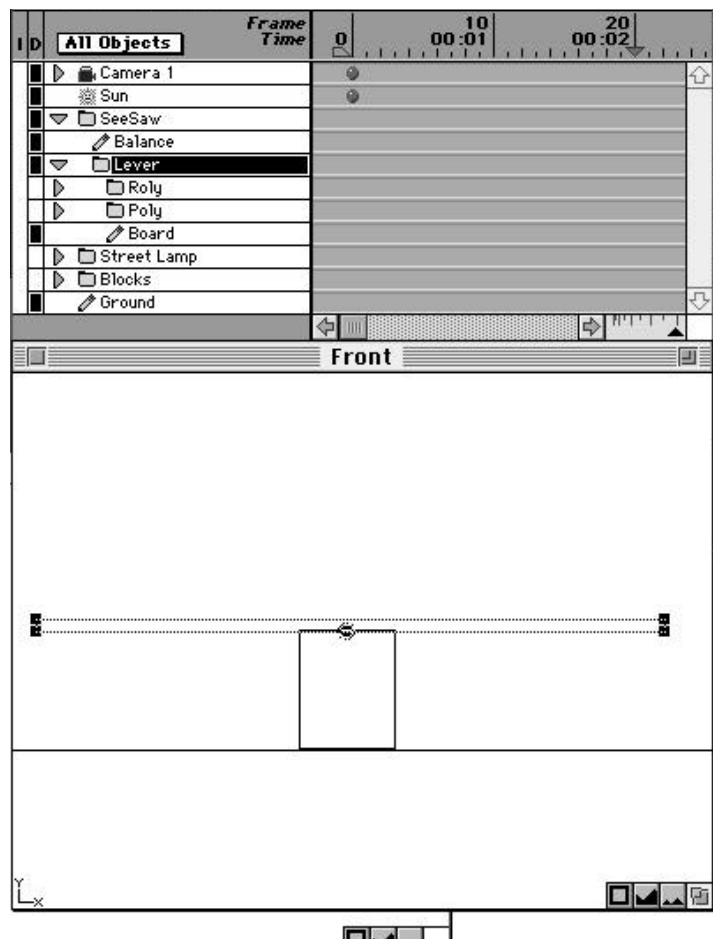 Frame
Time
0
10
00:01
20
00:02
I D All Objects
Camera 1
Sun
SeeSaw
Balance
Lever
Roly
Poly
Board
Street Lamp
Blocks
Ground
Front
Y
X